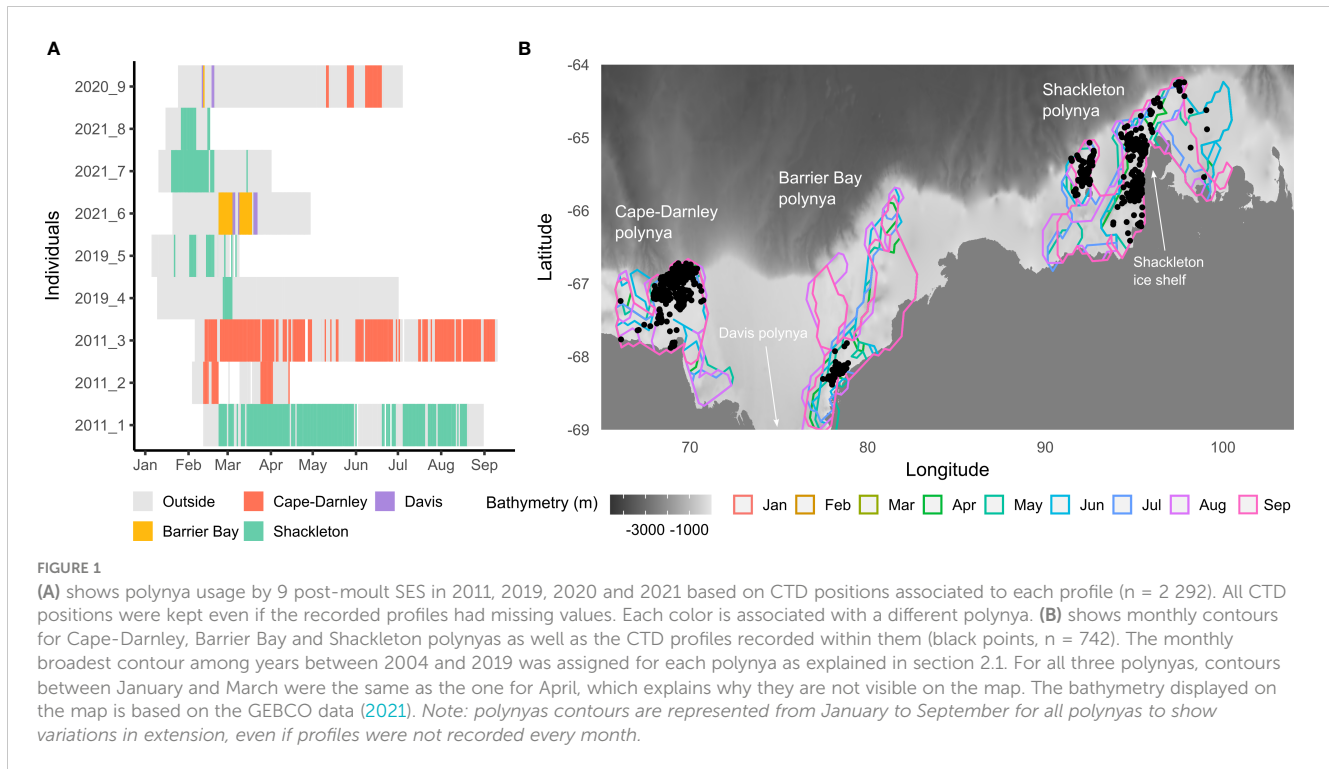 A
Individuals
2020_9
2021_8
2021_7
2021_6
2019_5
2019_4
2011_3
2011_2
2011_1
Jan Feb Mar Apr May Jun Jul Aug Sep
Outside Cape-Darnley Davis
Barrier Bay Shackleton
B
Latitude
-64
-65
-66
-67
-68
-69
Shackleton
polynya
Barrier Bay
polynya
Cape-Darnley
polynya
Shackleton
ice shelf
Davis polynya
70 80 90 100
Longitude
Bathymetry (m) -3000 -1000 Jan Feb Mar Apr May Jun Jul Aug Sep
FIGURE 1
(A) shows polynya usage by 9 post-moult SES in 2011, 2019, 2020 and 2021 based on CTD positions associated to each profile (n = 2 292). All CTD
positions were kept even if the recorded profiles had missing values. Each color is associated with a different polynya. (B) shows monthly contours
for Cape-Darnley, Barrier Bay and Shackleton polynyas as well as the CTD profiles recorded within them (black points, n = 742). The monthly
broadest contour among years between 2004 and 2019 was assigned for each polynya as explained in section 2.1. For all three polynyas, contours
between January and March were the same as the one for April, which explains why they are not visible on the map. The bathymetry displayed on
the map is based on the GEBCO data (2021). Note: polynyas contours are represented from January to September for all polynyas to show
variations in extension, even if profiles were not recorded every month.